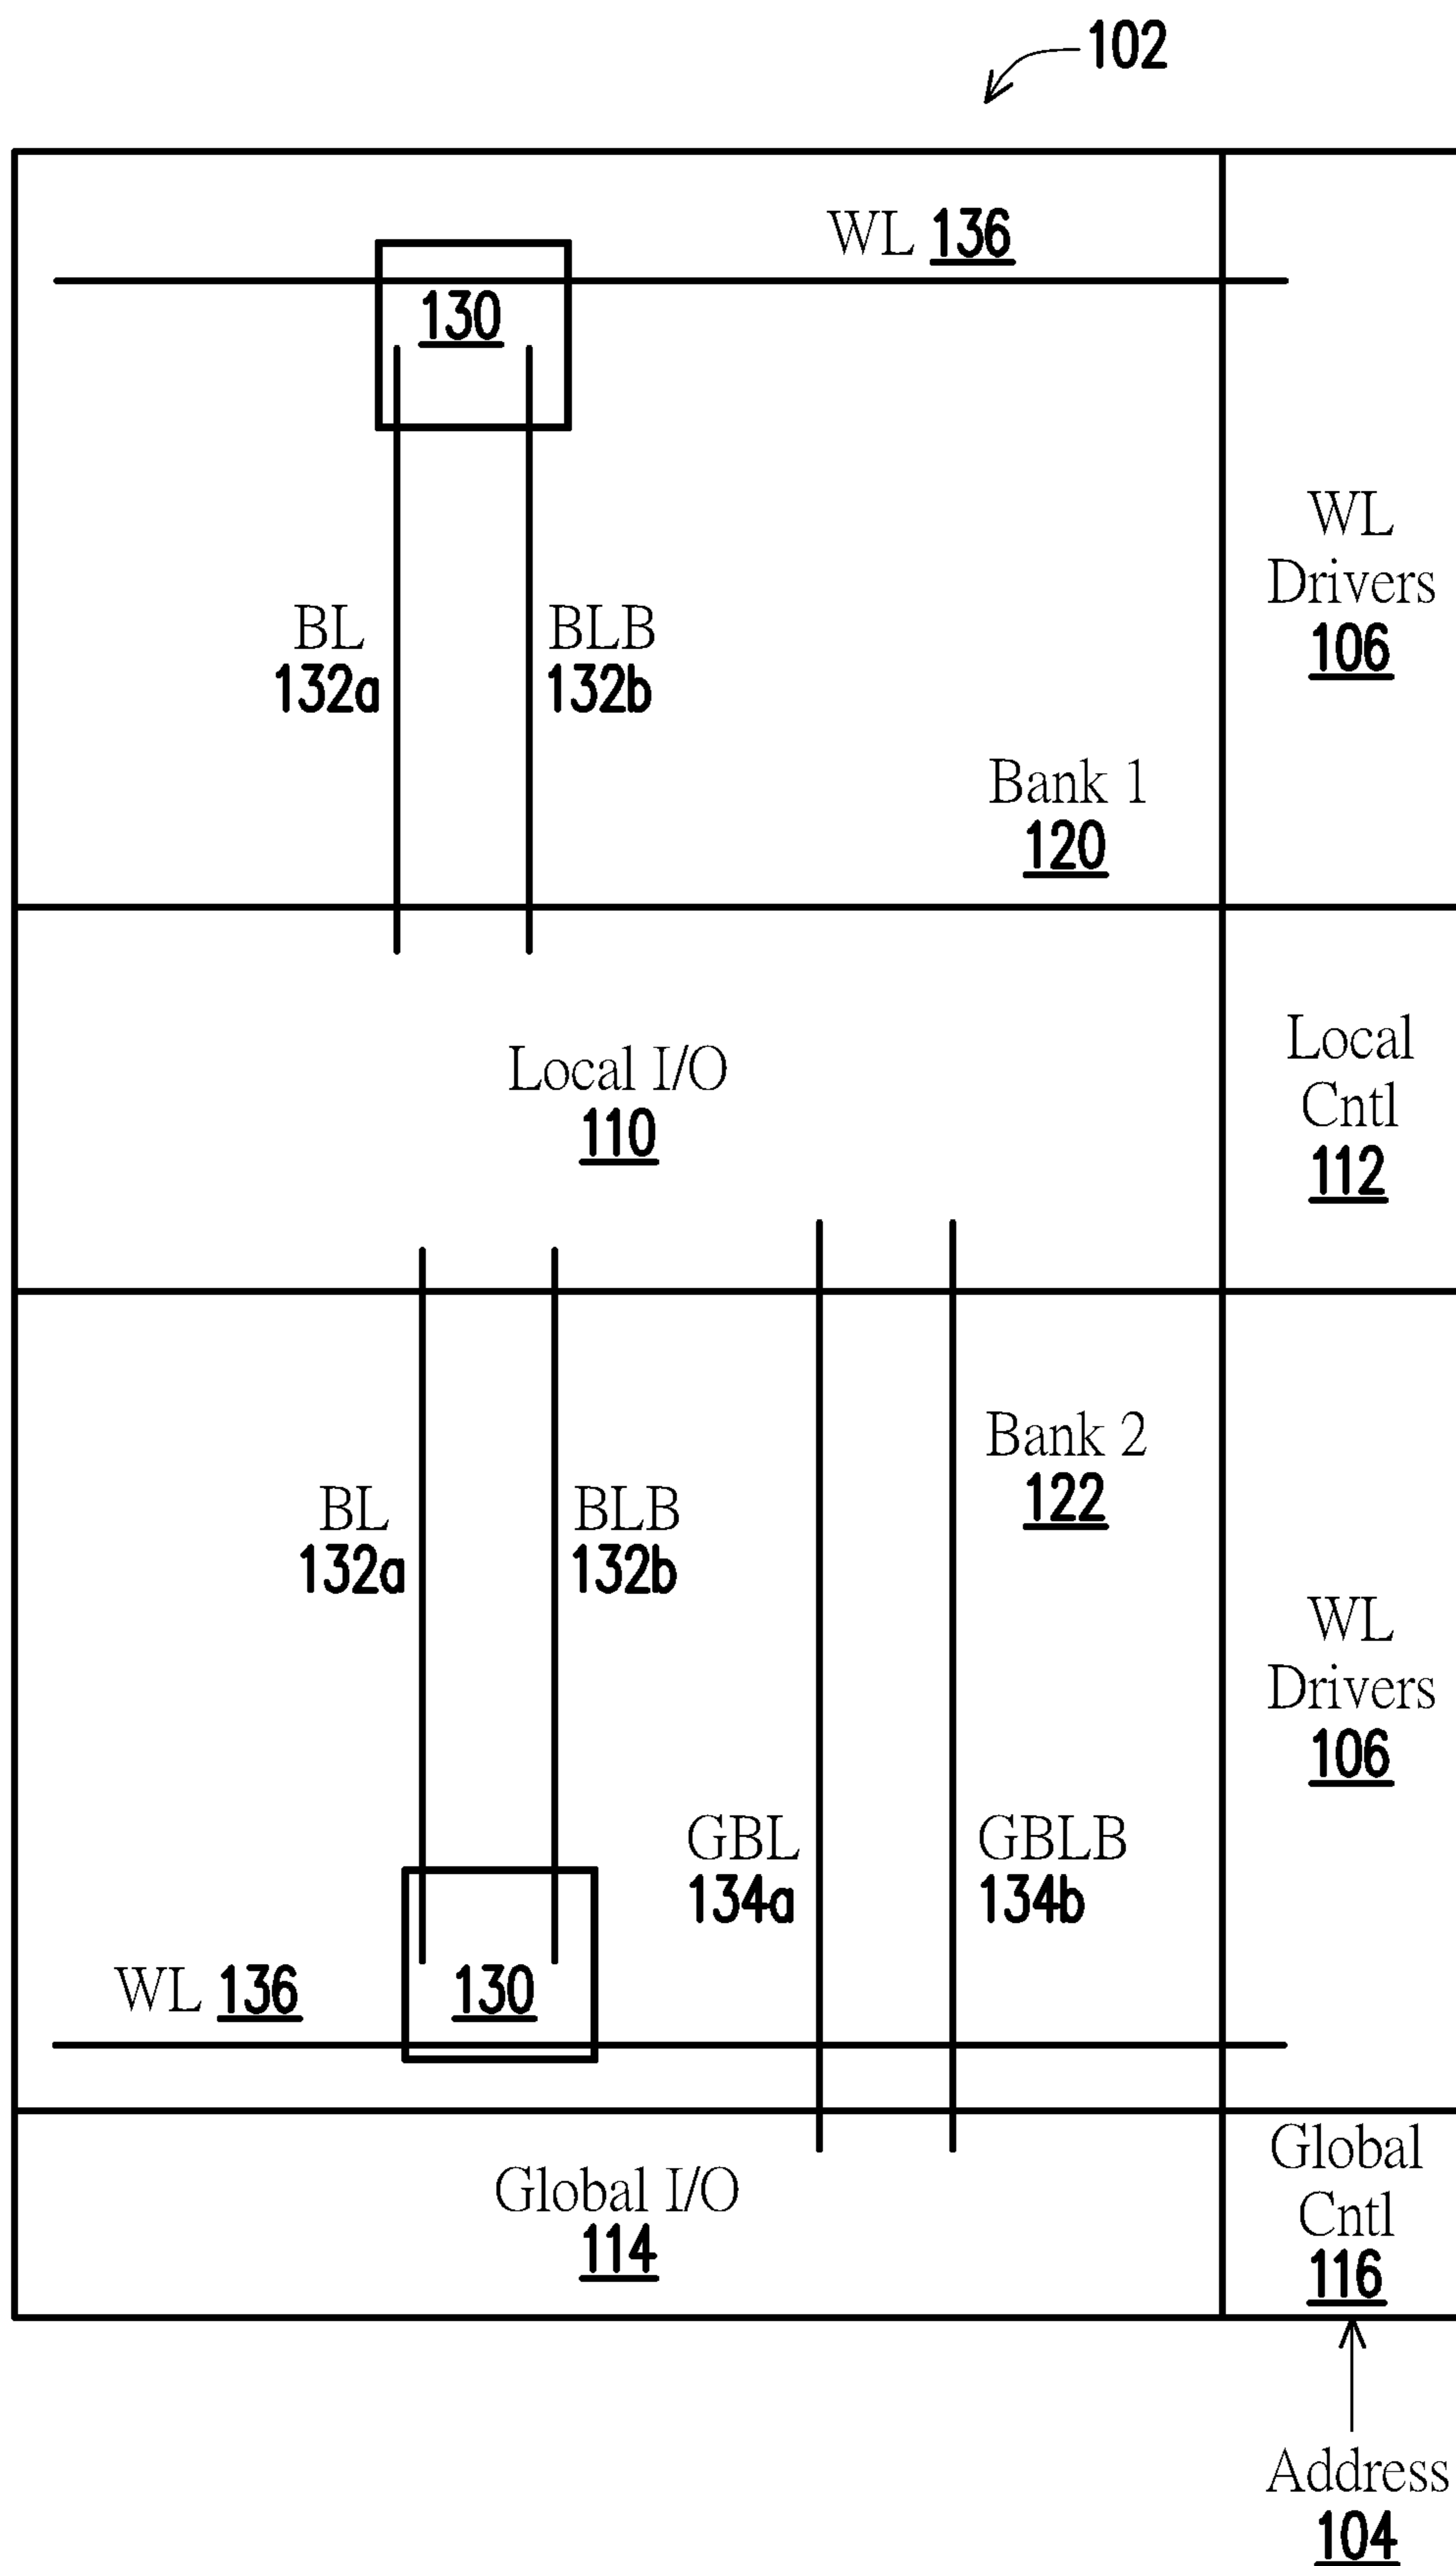 102
WL 136
130
WL
Drivers
106
BL
132a
BLB
132b
Bank 1
120
Local I/O
110
Local
Cntl
112
Bank 2
122
BL
132a
BLB
132b
WL
Drivers
106
GBL
134a
GBLB
134b
WL 136
130
Global I/O
114
Global
Cntl
116
Address
104